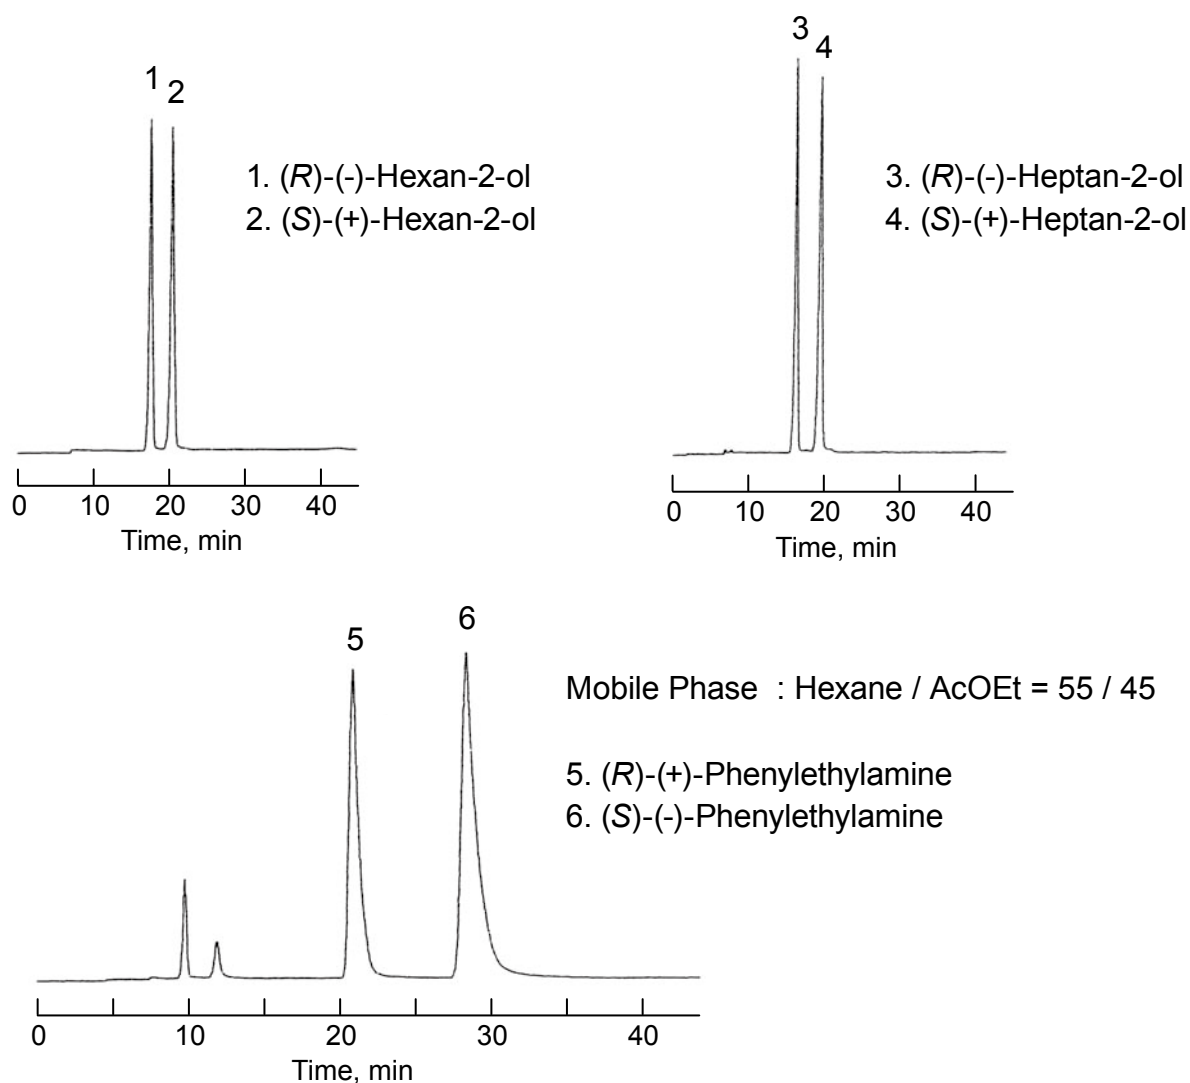 1
2
1. (R)-(-)-Hexan-2-ol
2. (S)-(+)-Hexan-2-ol
0 10 20 30 40
Time, min
3
4
3. (R)-(-)-Heptan-2-ol
4. (S)-(+)-Heptan-2-ol
0 10 20 30 40
Time, min
5
6
Mobile Phase : Hexane / AcOEt = 55 / 45
5. (R)-(+)-Phenylethylamine
6. (S)-(-)-Phenylethylamine
0 10 20 30 40
Time, min